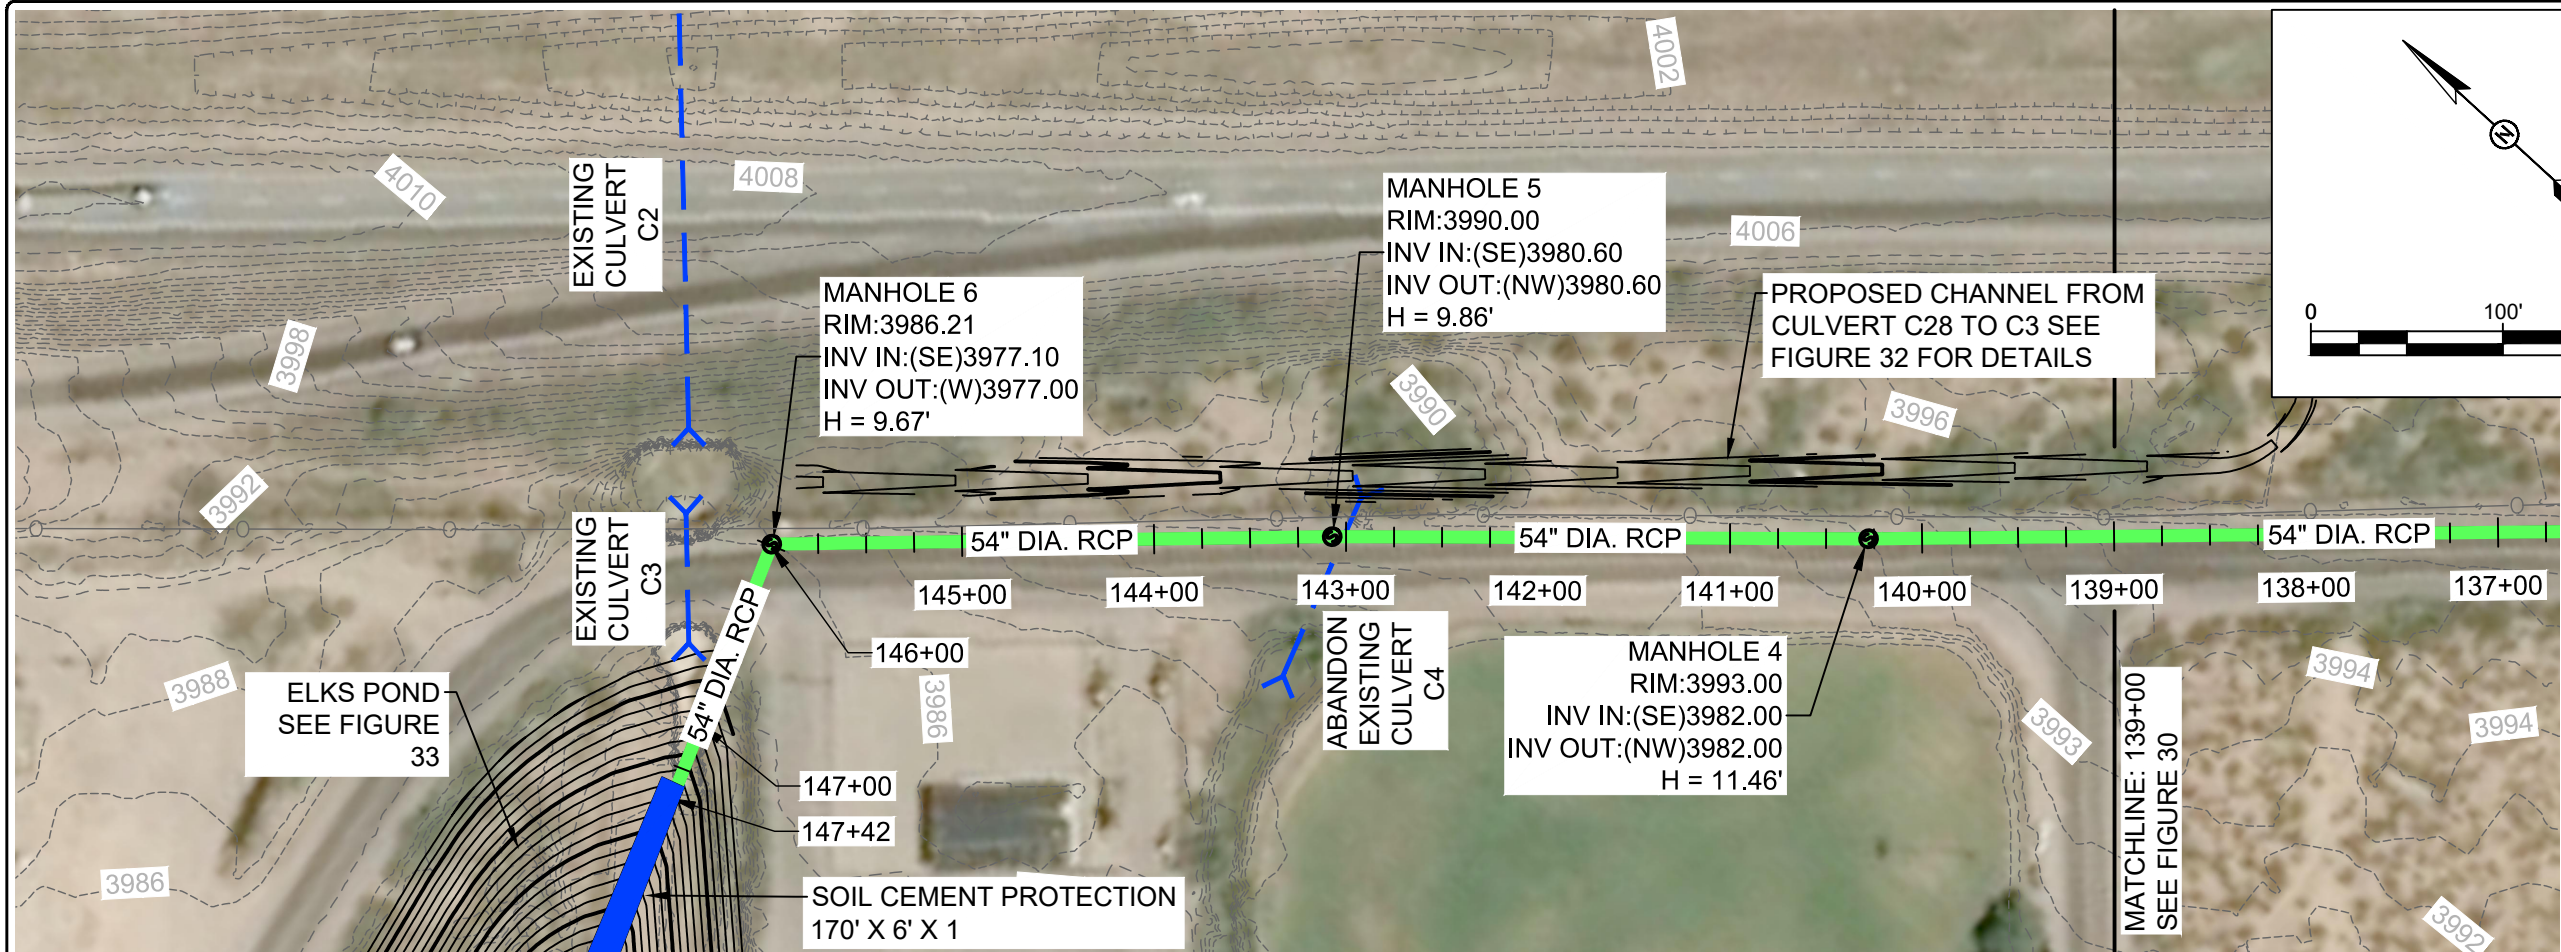 4002
4010
4008
EXISTING
CULVERT
C2
MANHOLE 5
RIM:3990.00
INV IN:(SE)3980.60
INV OUT:(NW)3980.60
H = 9.86'
4006
N
0
100'
MANHOLE 6
RIM:3986.21
INV IN:(SE)3977.10
INV OUT:(W)3977.00
H = 9.67'
PROPOSED CHANNEL FROM
CULVERT C28 TO C3 SEE
FIGURE 32 FOR DETAILS
3998
3990
3996
3992
EXISTING
CULVERT
C3
54" DIA. RCP
54" DIA. RCP
54" DIA. RCP
54" DIA. RCP
145+00
144+00
143+00
142+00
141+00
140+00
139+00
138+00
137+00
146+00
3988
ELKS POND
SEE FIGURE
33
3986
ABANDON
EXISTING
CULVERT
C4
MANHOLE 4
RIM:3993.00
INV IN:(SE)3982.00
INV OUT:(NW)3982.00
H = 11.46'
3993
MATCHLINE: 139+00
SEE FIGURE 30
3994
3994
147+00
147+42
3986
SOIL CEMENT PROTECTION
170' X 6' X 1
3992